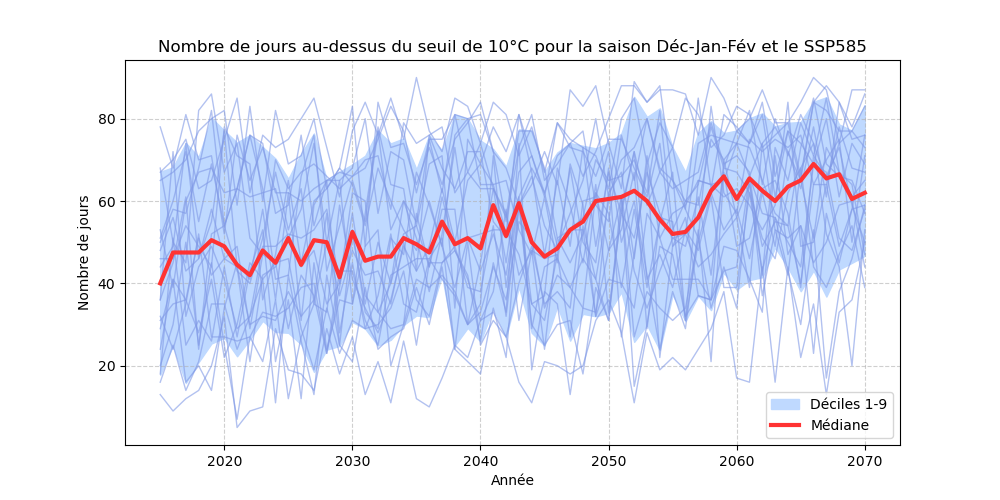 Nombre de jours au-dessus du seuil de 10°C pour la saison Déc-Jan-Fév et le SSP585
Nombre de jours
80
60
40
20
Déciles 1-9
Médiane
2020 2030 2040 2050 2060 2070
Année